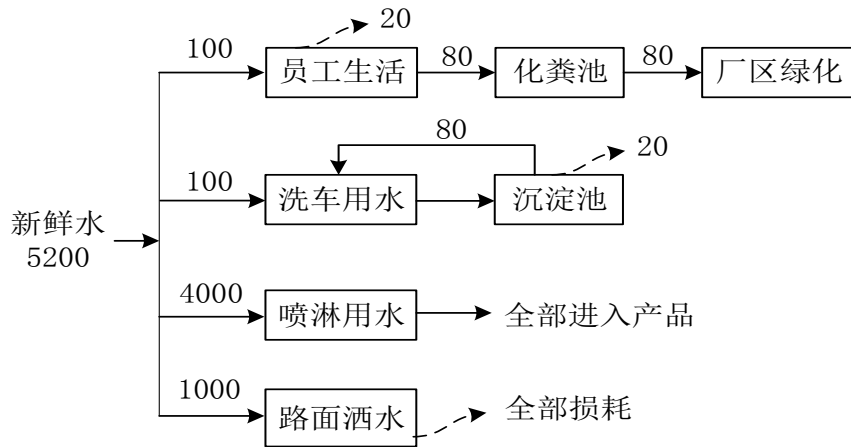 20
100
员工生活
80
化粪池
80
厂区绿化
80
20
100
洗车用水
沉淀池
新鲜水
5200
4000
喷淋用水
全部进入产品
1000
路面洒水
全部损耗